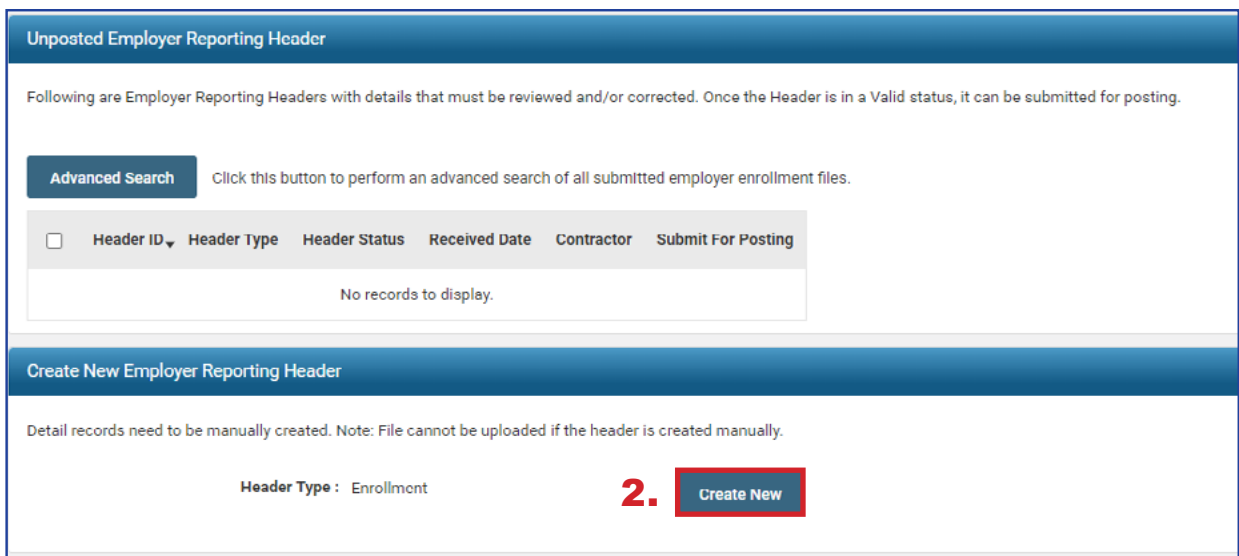 Unposted Employer Reporting Header
Following are Employer Reporting Headers with details that must be reviewed and/or corrected. Once the Header is in a Valid status, it can be submitted for posting.
Advanced Search Click this button to perform an advanced search of all submitted employer enrollment files.
Header ID Header Type Header Status Received Date Contractor Submit For Posting
No records to display.
Create New Employer Reporting Header
Detail records need to be manually created. Note: File cannot be uploaded if the header is created manually.
Header Type : Enrollment 2. Create New